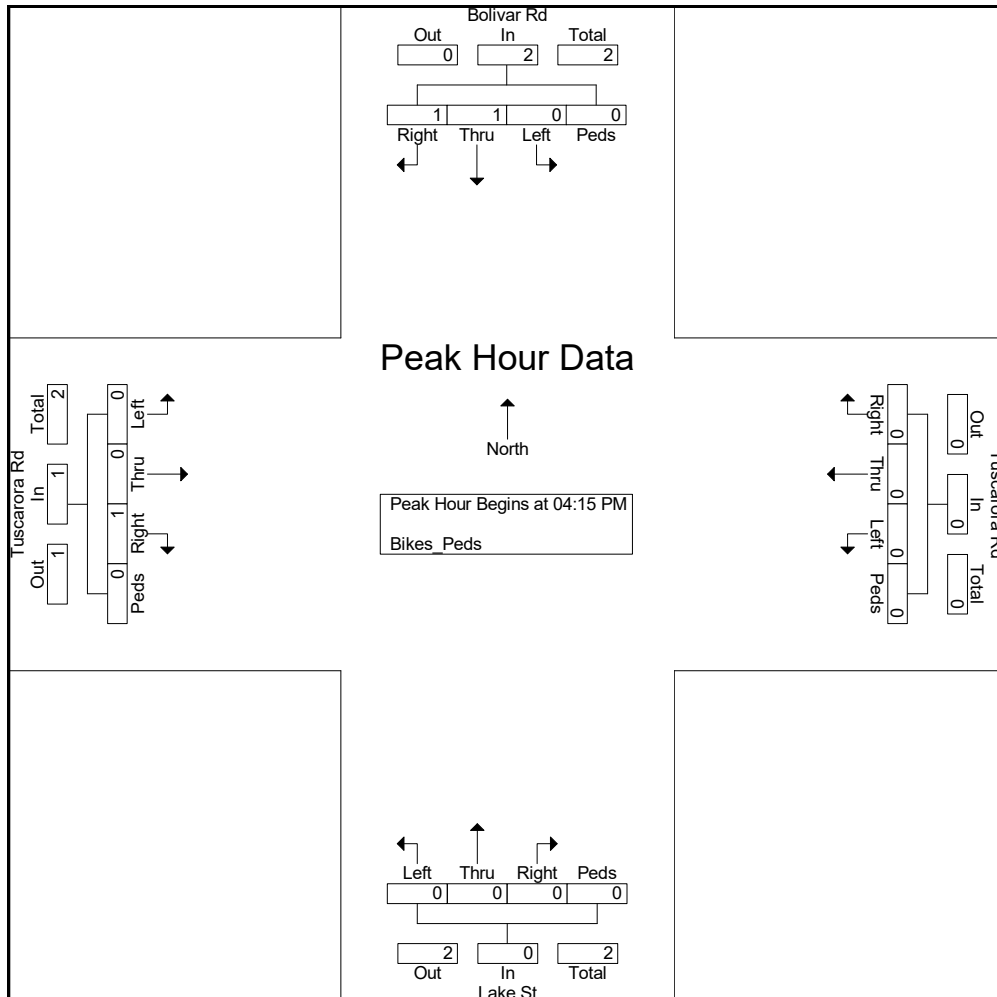 Bolivar Rd
Out In Total
0 2 2
1 1 0 0
Right Thru Left Peds
Peak Hour Data
North
Peak Hour Begins at 04:15 PM
Bikes_Peds
Tuscarora Rd
Out In Total
1 1 2
Left Thru Right Peds
0 0 1 0
Right Thru Left Peds
0 0 0 0
Out In Total
0 0 0
Tuscarora Rd
Left Thru Right Peds
0 0 0 0
2 0 2
Out In Total
Lake St